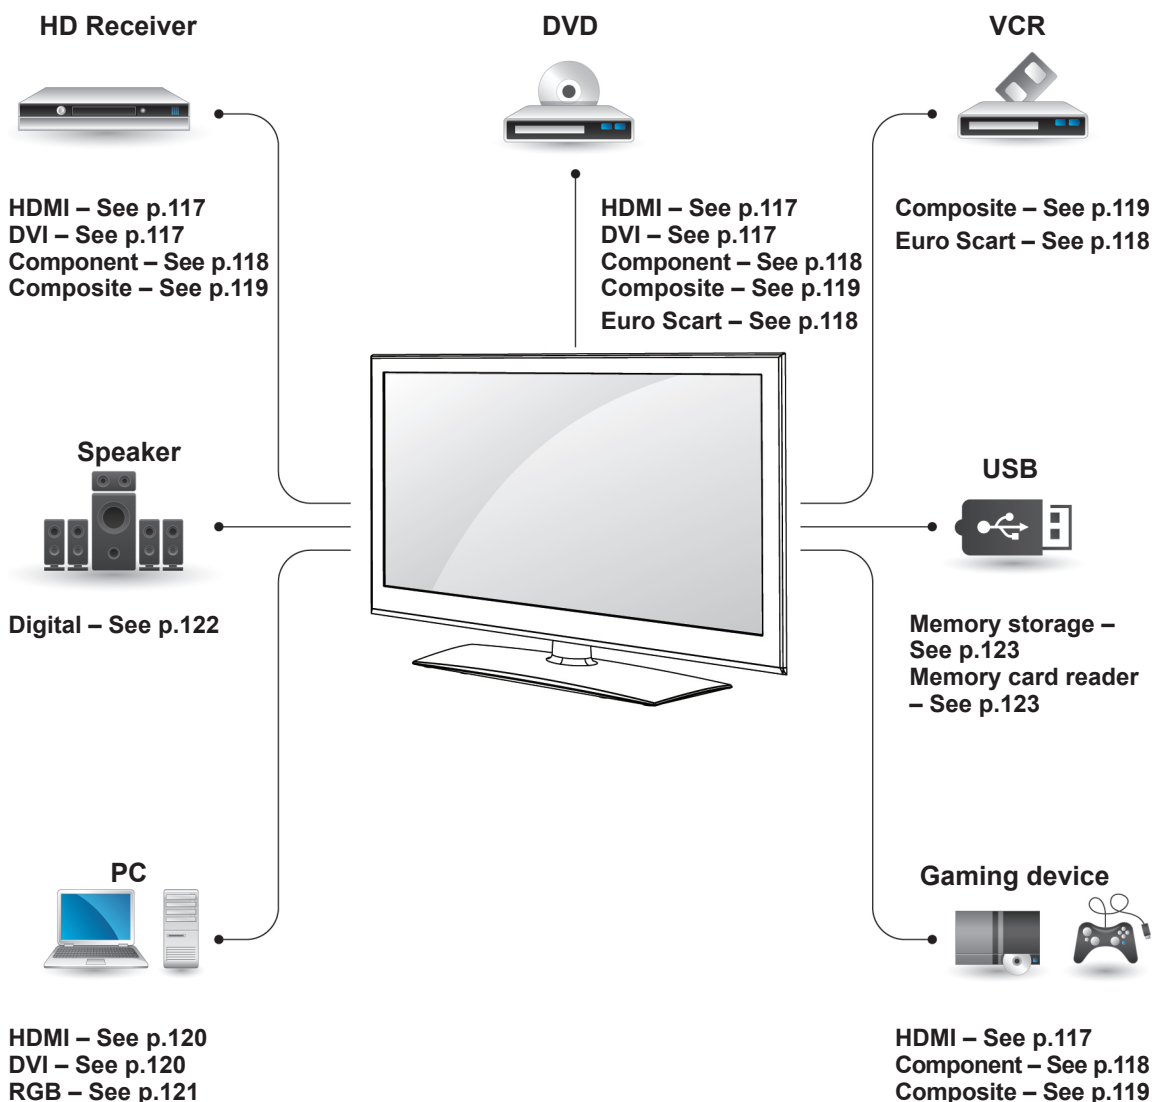 HD Receiver
HDMI – See p.117
DVI – See p.117
Component – See p.118
Composite – See p.119
DVD
HDMI – See p.117
DVI – See p.117
Component – See p.118
Composite – See p.119
Euro Scart – See p.118
VCR
Composite – See p.119
Euro Scart – See p.118
Speaker
Digital – See p.122
USB
Memory storage –
See p.123
Memory card reader
– See p.123
PC
HDMI – See p.120
DVI – See p.120
RGB – See p.121
Gaming device
HDMI – See p.117
Component – See p.118
Composite – See p.119